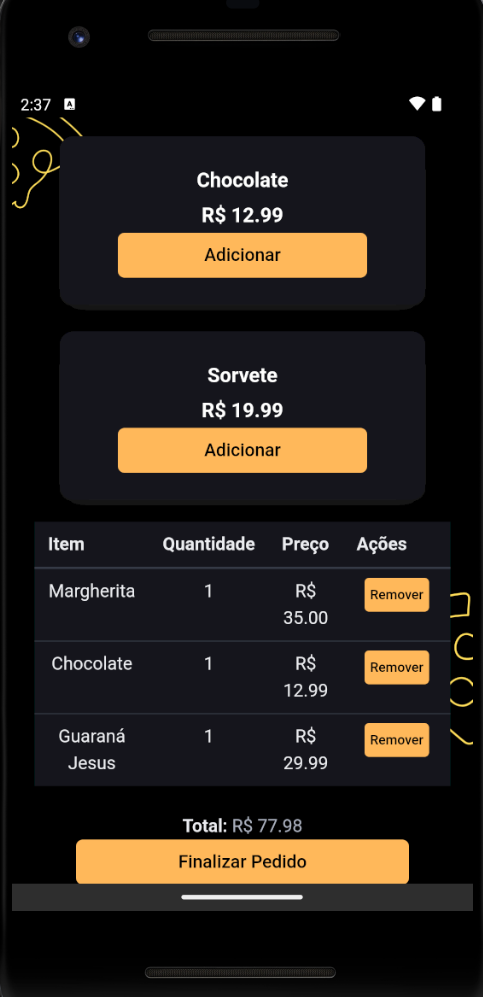 2:37 A
Chocolate
R$ 12.99
Adicionar
Sorvete
R$ 19.99
Adicionar
Item Quantidade Preço Ações
Margherita 1 R$ Remover
35.00
Chocolate 1 R$ Remover
12.99
Guaraná 1 R$ Remover
Jesus 29.99
Total: R$ 77.98
Finalizar Pedido